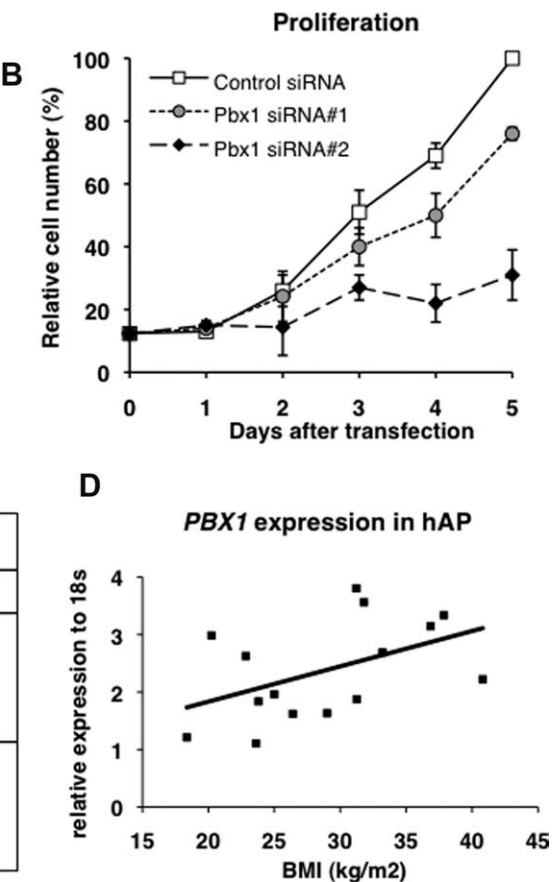 Proliferation
B
Relative cell number (%)
100
80
60
40
20
0
Control siRNA
Pbx1 siRNA#1
Pbx1 siRNA#2
0 1 2 3 4 5
Days after transfection
D
PBX1 expression in hAP
relative expression to 18s
4
3
2
1
0
15 20 25 30 35 40 45
BMI (kg/m2)